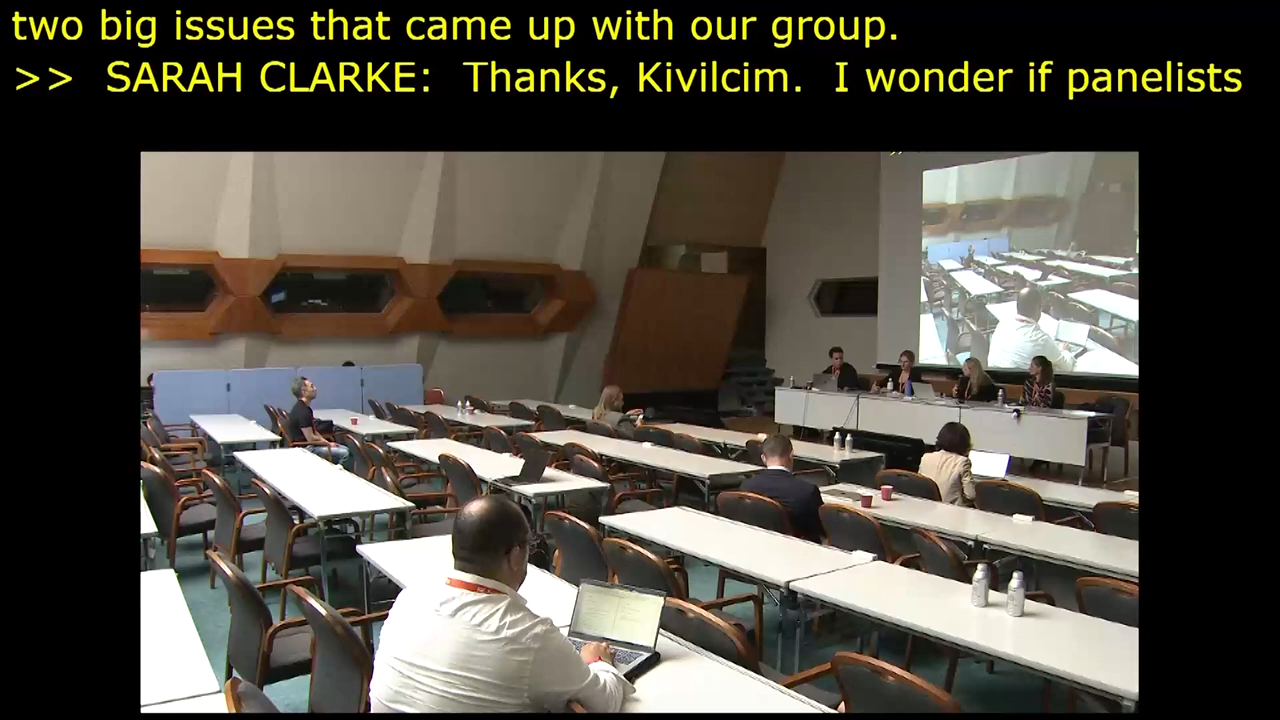 two big issues that came up with our group.
>> SARAH CLARKE: Thanks, Kivilcim. I wonder if panelists